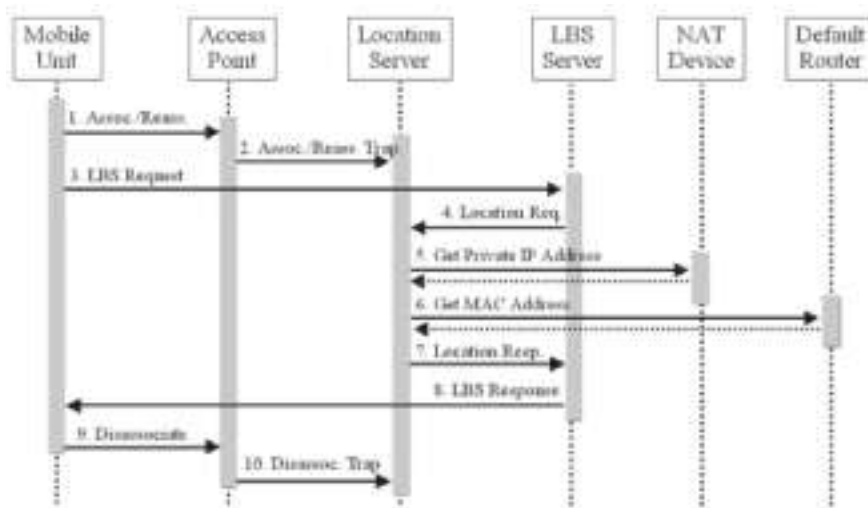 Mobile
Unit
Access
Point
Location
Server
LBS
Server
NAT
Device
Default
Router
1. Assoc./Reass.
2. Assoc./Reass. Trap
3. LBS Request
4. Location Req.
5. Get Private IP Address
6. Get MAC Address
7. Location Resp.
8. LBS Response
9. Disassociate
10. Disassoc. Trap